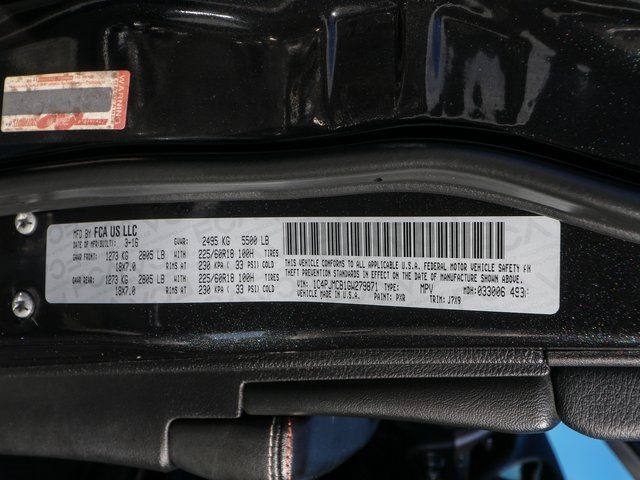 WARNING
MFD BY FCA US LLC
DATE OF MFR(BUILT): 3-16 GVWR: 2495 KG 5500 LB
GAWR FRONT: 1273 KG 2805 LB WITH 225/60R18 100H TIRES
18X7.0 RIMS AT 230 KPA ( 33 PSI) COLD
GAWR REAR: 1273 KG 2805 LB WITH 225/60R18 100H TIRES
18X7.0 RIMS AT 230 KPA ( 33 PSI) COLD
THIS VEHICLE CONFORMS TO ALL APPLICABLE U.S.A. FEDERAL MOTOR VEHICLE SAFETY AND
THEFT PREVENTION STANDARDS IN EFFECT ON THE DATE OF MANUFACTURE SHOWN ABOVE.
VIN: 1C4PJMCB1GW279871 TYPE: MPV MDH: 033006 493
VEHICLE MADE IN U.S.A. PAINT: PXR TRIM: J7X9